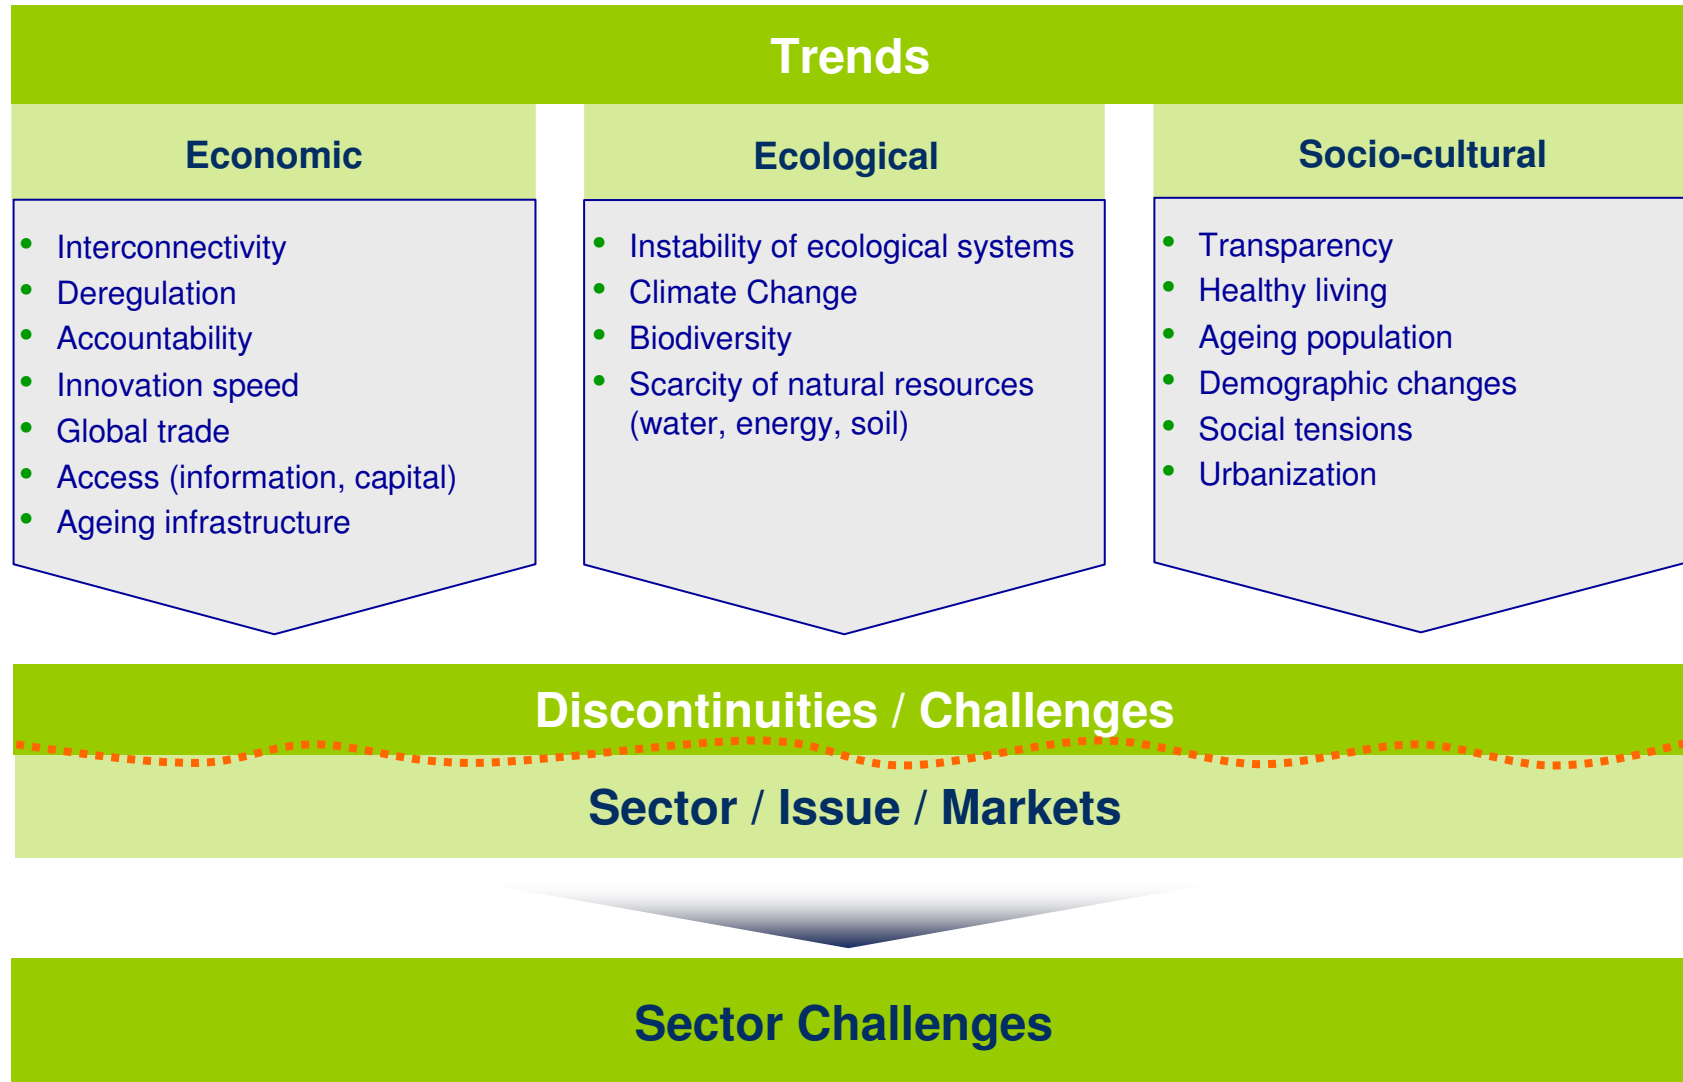 Trends
Economic
• Interconnectivity
• Deregulation
• Accountability
• Innovation speed
• Global trade
• Access (information, capital)
• Ageing infrastructure
Ecological
• Instability of ecological systems
• Climate Change
• Biodiversity
• Scarcity of natural resources
(water, energy, soil)
Socio-cultural
• Transparency
• Healthy living
• Ageing population
• Demographic changes
• Social tensions
• Urbanization
Discontinuities / Challenges
Sector / Issue / Markets
Sector Challenges